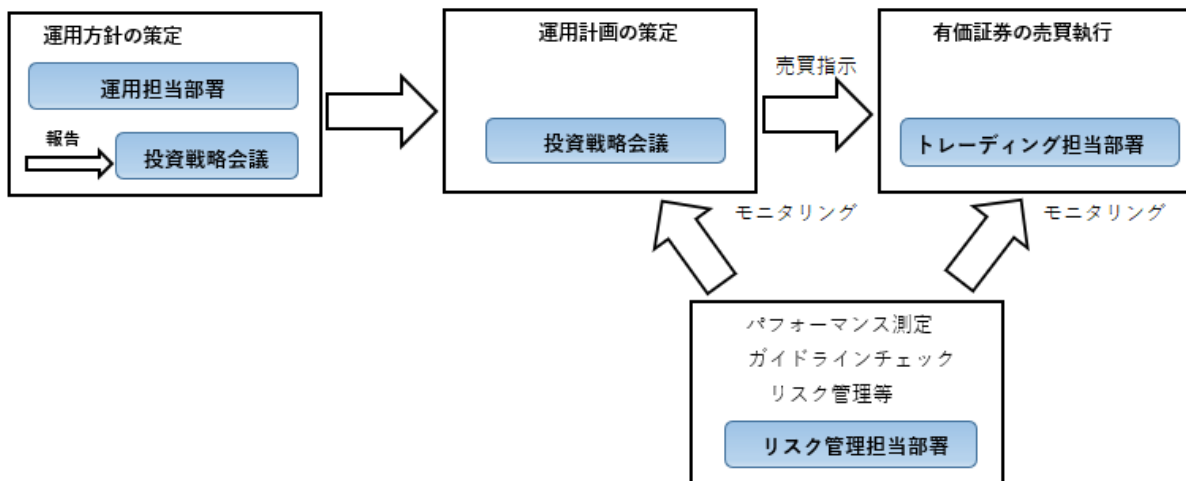 運用方針の策定
運用担当部署
報告
投資戦略会議
運用計画の策定
投資戦略会議
売買指示
有価証券の売買執行
トレーディング担当部署
モニタリング
モニタリング
パフォーマンス測定
ガイドラインチェック
リスク管理等
リスク管理担当部署